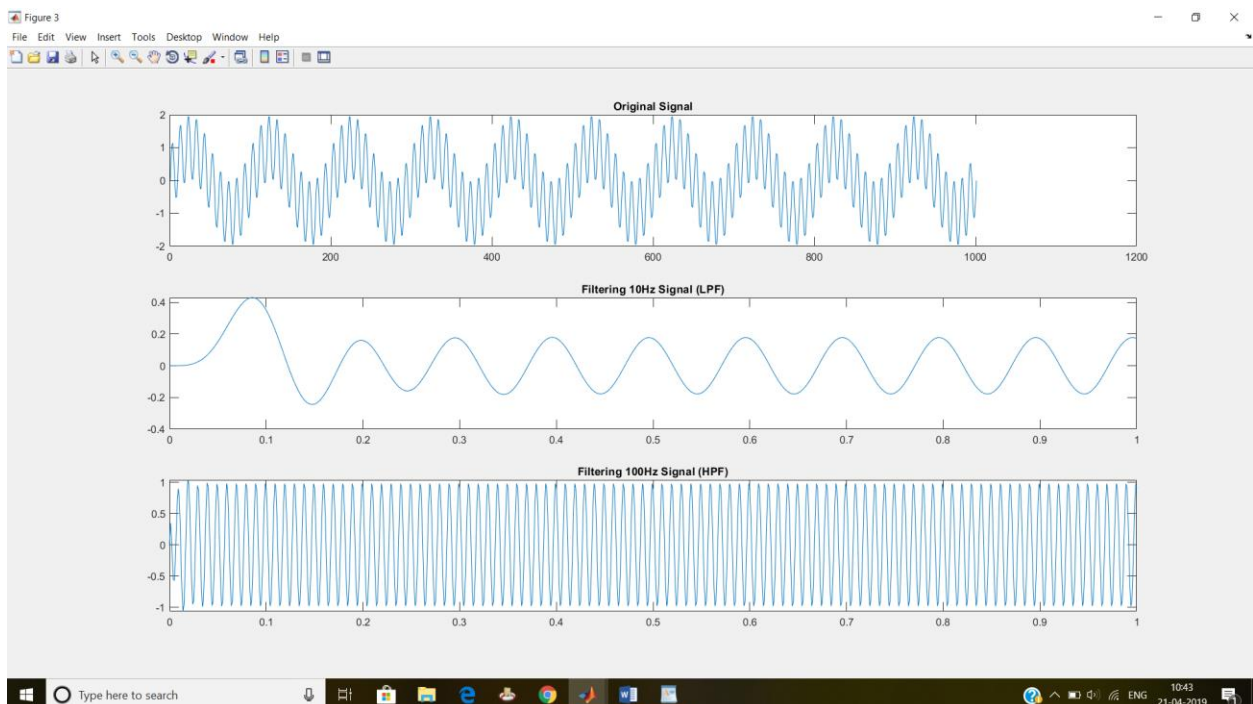 Figure 3
File Edit View Insert Tools Desktop Window Help
Original Signal
2
1
0
-1
-2
0 200 400 600 800 1000 1200
Filtering 10Hz Signal (LPF)
0.4
0.2
0
-0.2
-0.4
0 0.1 0.2 0.3 0.4 0.5 0.6 0.7 0.8 0.9 1
Filtering 100Hz Signal (HPF)
1
0.5
0
-0.5
-1
0 0.1 0.2 0.3 0.4 0.5 0.6 0.7 0.8 0.9 1
Type here to search
ENG
10:43
21-04-2019